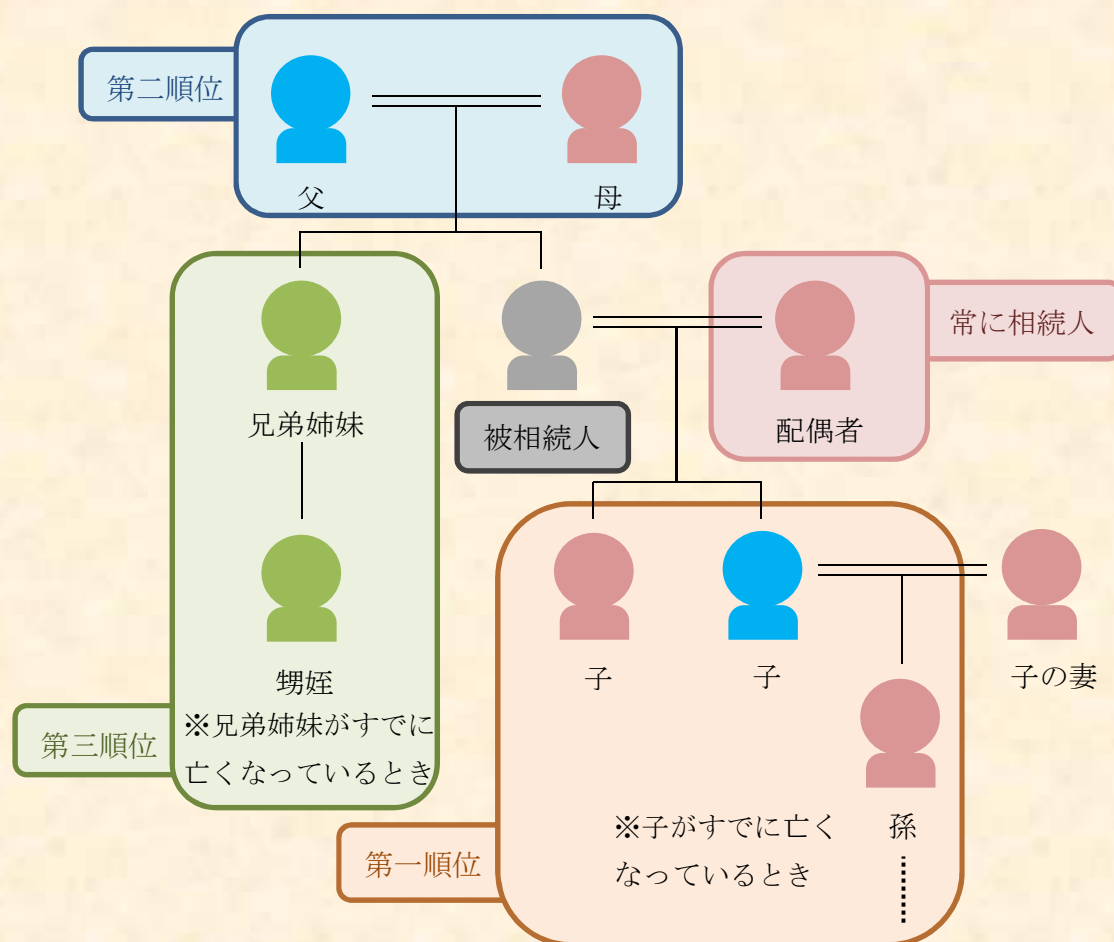 第二順位
父
母
常に相続人
兄弟姉妹
被相続人
配偶者
甥姪
※兄弟姉妹がすでに
亡くなっているとき
第三順位
子
子
子の妻
※子がすでに亡く
なっているとき
孫
第一順位